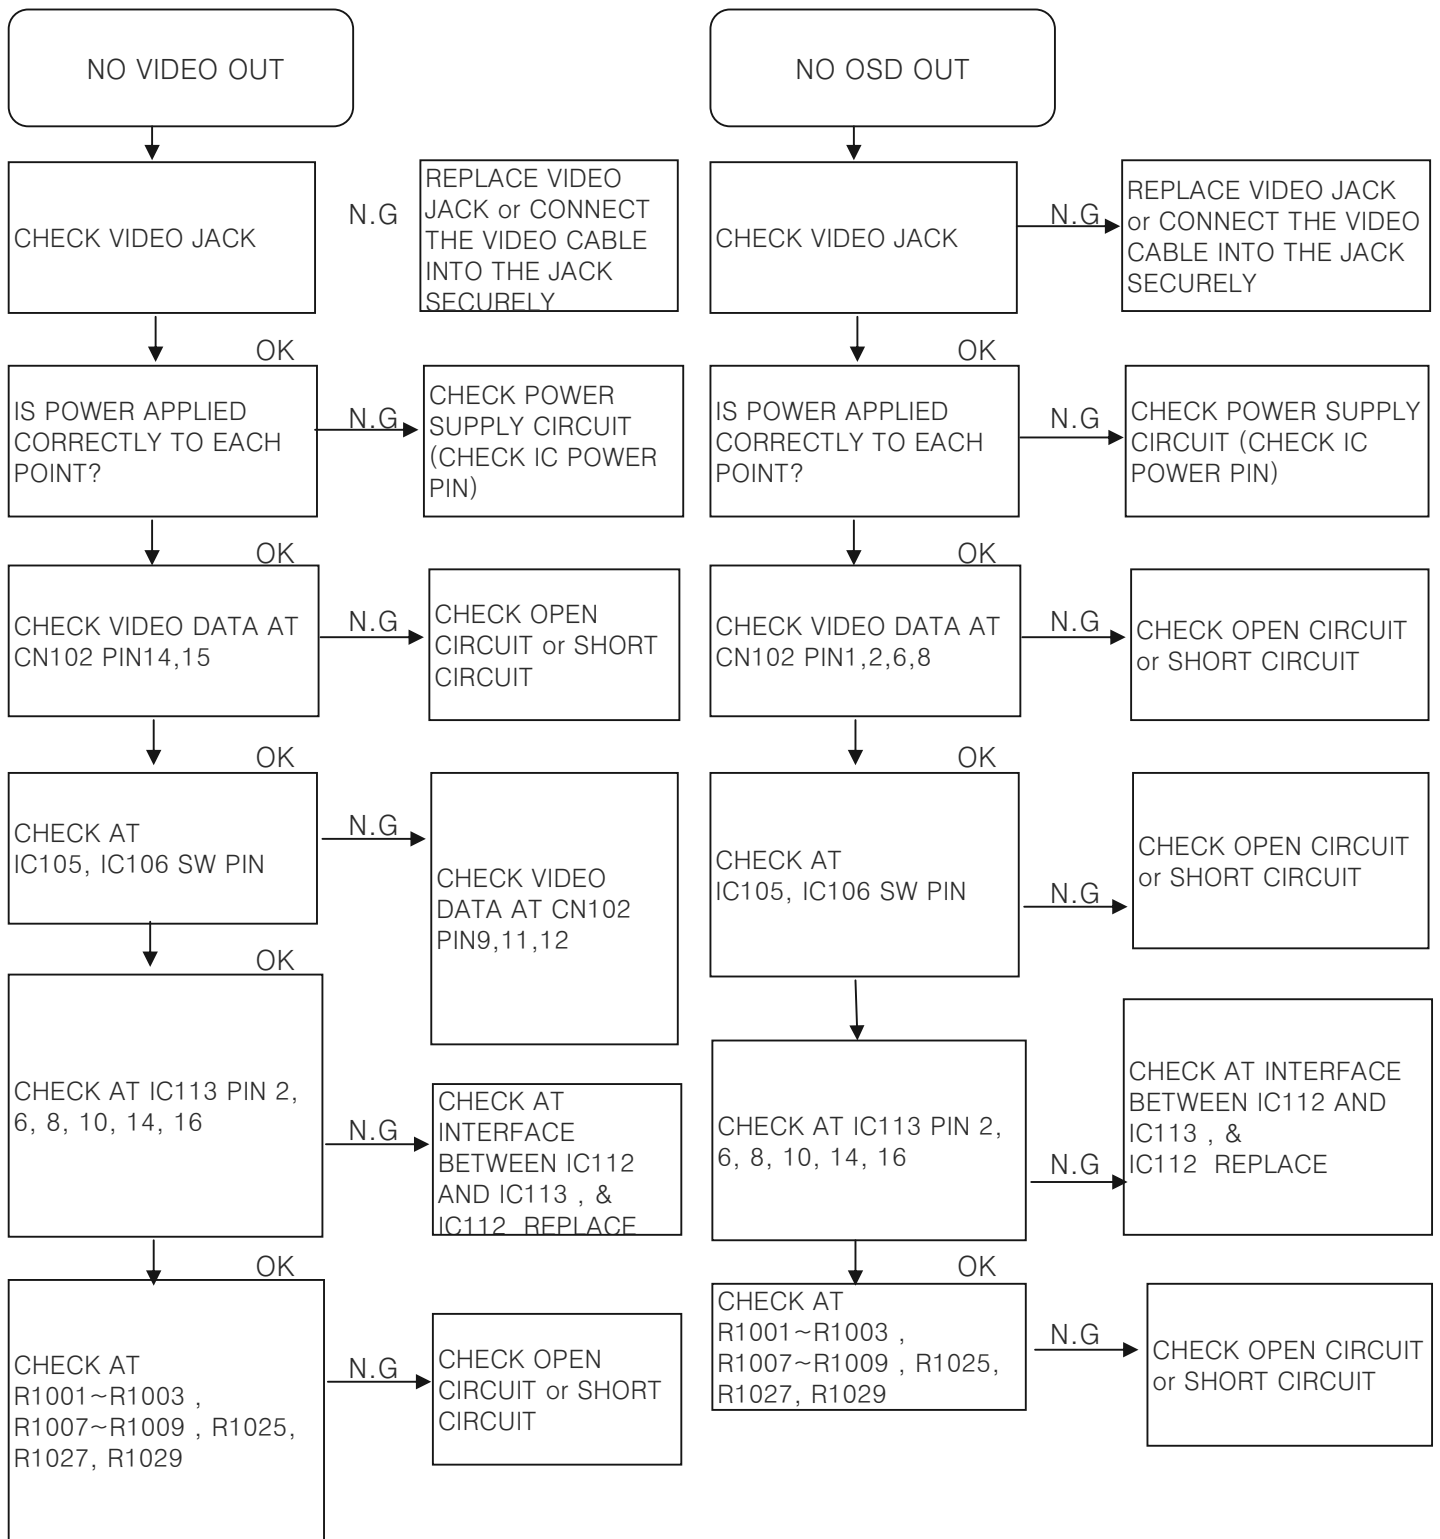 NO VIDEO OUT
CHECK VIDEO JACK
N.G
REPLACE VIDEO
JACK or CONNECT
THE VIDEO CABLE
INTO THE JACK
SECURELY
OK
IS POWER APPLIED
CORRECTLY TO EACH
POINT?
N.G
CHECK POWER
SUPPLY CIRCUIT
(CHECK IC POWER
PIN)
OK
CHECK VIDEO DATA AT
CN102 PIN14,15
N.G
CHECK OPEN
CIRCUIT or SHORT
CIRCUIT
OK
CHECK AT
IC105, IC106 SW PIN
N.G
CHECK VIDEO
DATA AT CN102
PIN9,11,12
OK
CHECK AT IC113 PIN 2,
6, 8, 10, 14, 16
N.G
CHECK AT
INTERFACE
BETWEEN IC112
AND IC113 , &
IC112 REPLACE
OK
CHECK AT
R1001~R1003 ,
R1007~R1009 , R1025,
R1027, R1029
N.G
CHECK OPEN
CIRCUIT or SHORT
CIRCUIT
NO OSD OUT
CHECK VIDEO JACK
N.G
REPLACE VIDEO JACK
or CONNECT THE VIDEO
CABLE INTO THE JACK
SECURELY
OK
IS POWER APPLIED
CORRECTLY TO EACH
POINT?
N.G
CHECK POWER SUPPLY
CIRCUIT (CHECK IC
POWER PIN)
OK
CHECK VIDEO DATA AT
CN102 PIN1,2,6,8
N.G
CHECK OPEN CIRCUIT
or SHORT CIRCUIT
OK
CHECK AT
IC105, IC106 SW PIN
N.G
CHECK OPEN CIRCUIT
or SHORT CIRCUIT
CHECK AT IC113 PIN 2,
6, 8, 10, 14, 16
N.G
CHECK AT INTERFACE
BETWEEN IC112 AND
IC113 , &
IC112 REPLACE
OK
CHECK AT
R1001~R1003 ,
R1007~R1009 , R1025,
R1027, R1029
N.G
CHECK OPEN CIRCUIT
or SHORT CIRCUIT